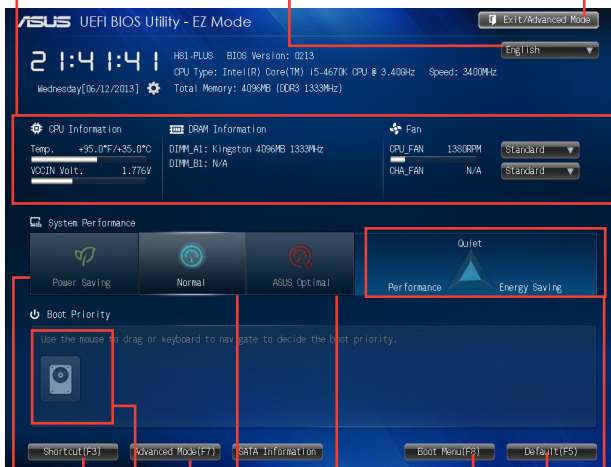 ASUS UEFI BIOS Utility - EZ Mode
Exit/Advanced Mode
English
21:41:41
Wednesday[06/12/2013]
H81-PLUS BIOS Version: 0213
CPU Type: Intel(R) Core(TM) i5-4670K CPU @ 3.40GHz Speed: 3400MHz
Total Memory: 4096MB (DDR3 1333MHz)
CPU Information
Temp. +95.0°F/+35.0°C
VCCIN Volt. 1.776V
DRAM Information
DIMM_A1: Kingston 4096MB 1333MHz
DIMM_B1: N/A
Fan
CPU_FAN 1380RPM Standard
CHA_FAN N/A Standard
System Performance
Power Saving
Normal
ASUS Optimal
Quiet
Performance
Energy Saving
Boot Priority
Use the mouse to drag or keyboard to navigate to decide the boot priority.
Shortcut(F3)
Advanced Mode(F7)
SATA Information
Boot Menu(F8)
Default(F5)